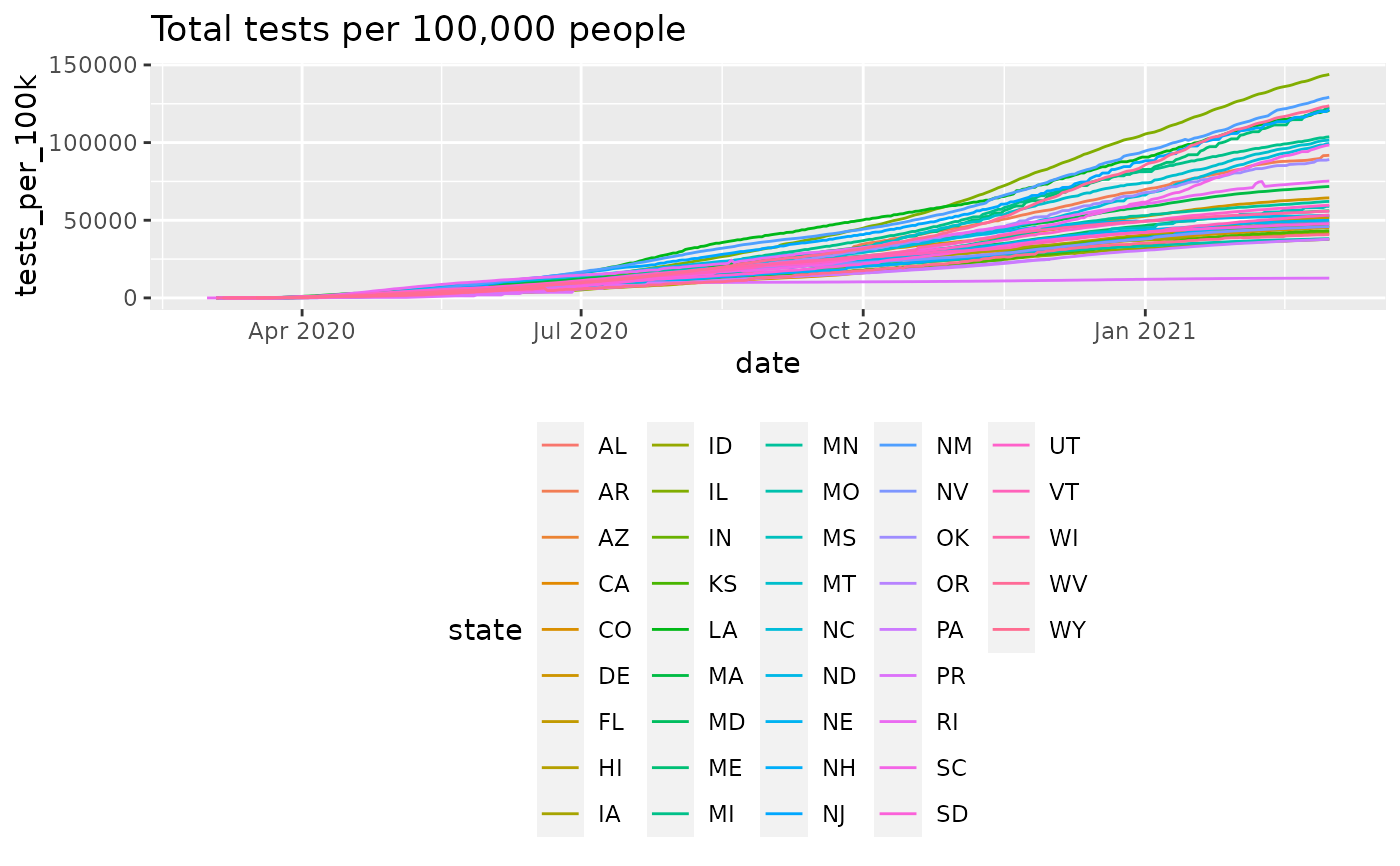 Total tests per 100,000 people
tests_per_100k
150000
100000
50000
0
Apr 2020 Jul 2020 Oct 2020 Jan 2021
date
state
AL ID MN NM UT
AR IL MO NV VT
AZ IN MS OK WI
CA KS MT OR WV
CO LA NC PA WY
DE MA ND PR
FL MD NE RI
HI ME NH SC
IA MI NJ SD